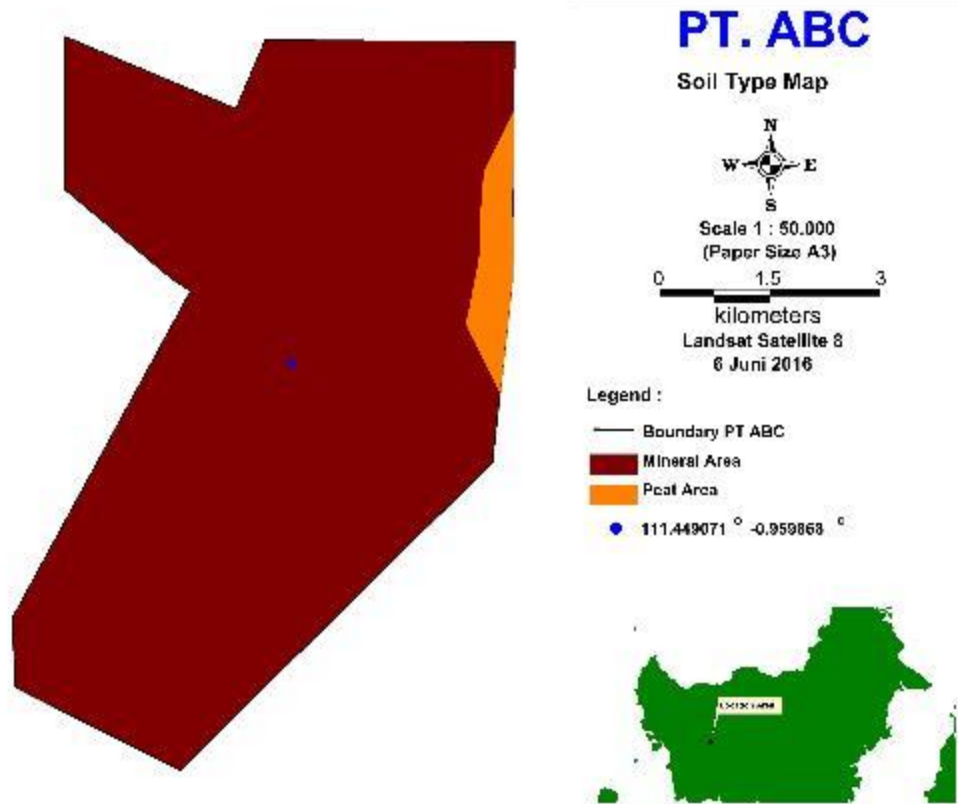 PT. ABC
Soil Type Map
N
W E
S
Scale 1 : 50.000
(Paper Size A3)
0 1.5 3
kilometers
Landsat Satellite 8
6 Juni 2016
Legend :
Boundary PT ABC
Mineral Area
Peat Area
111.449071 ° -0.959868 °